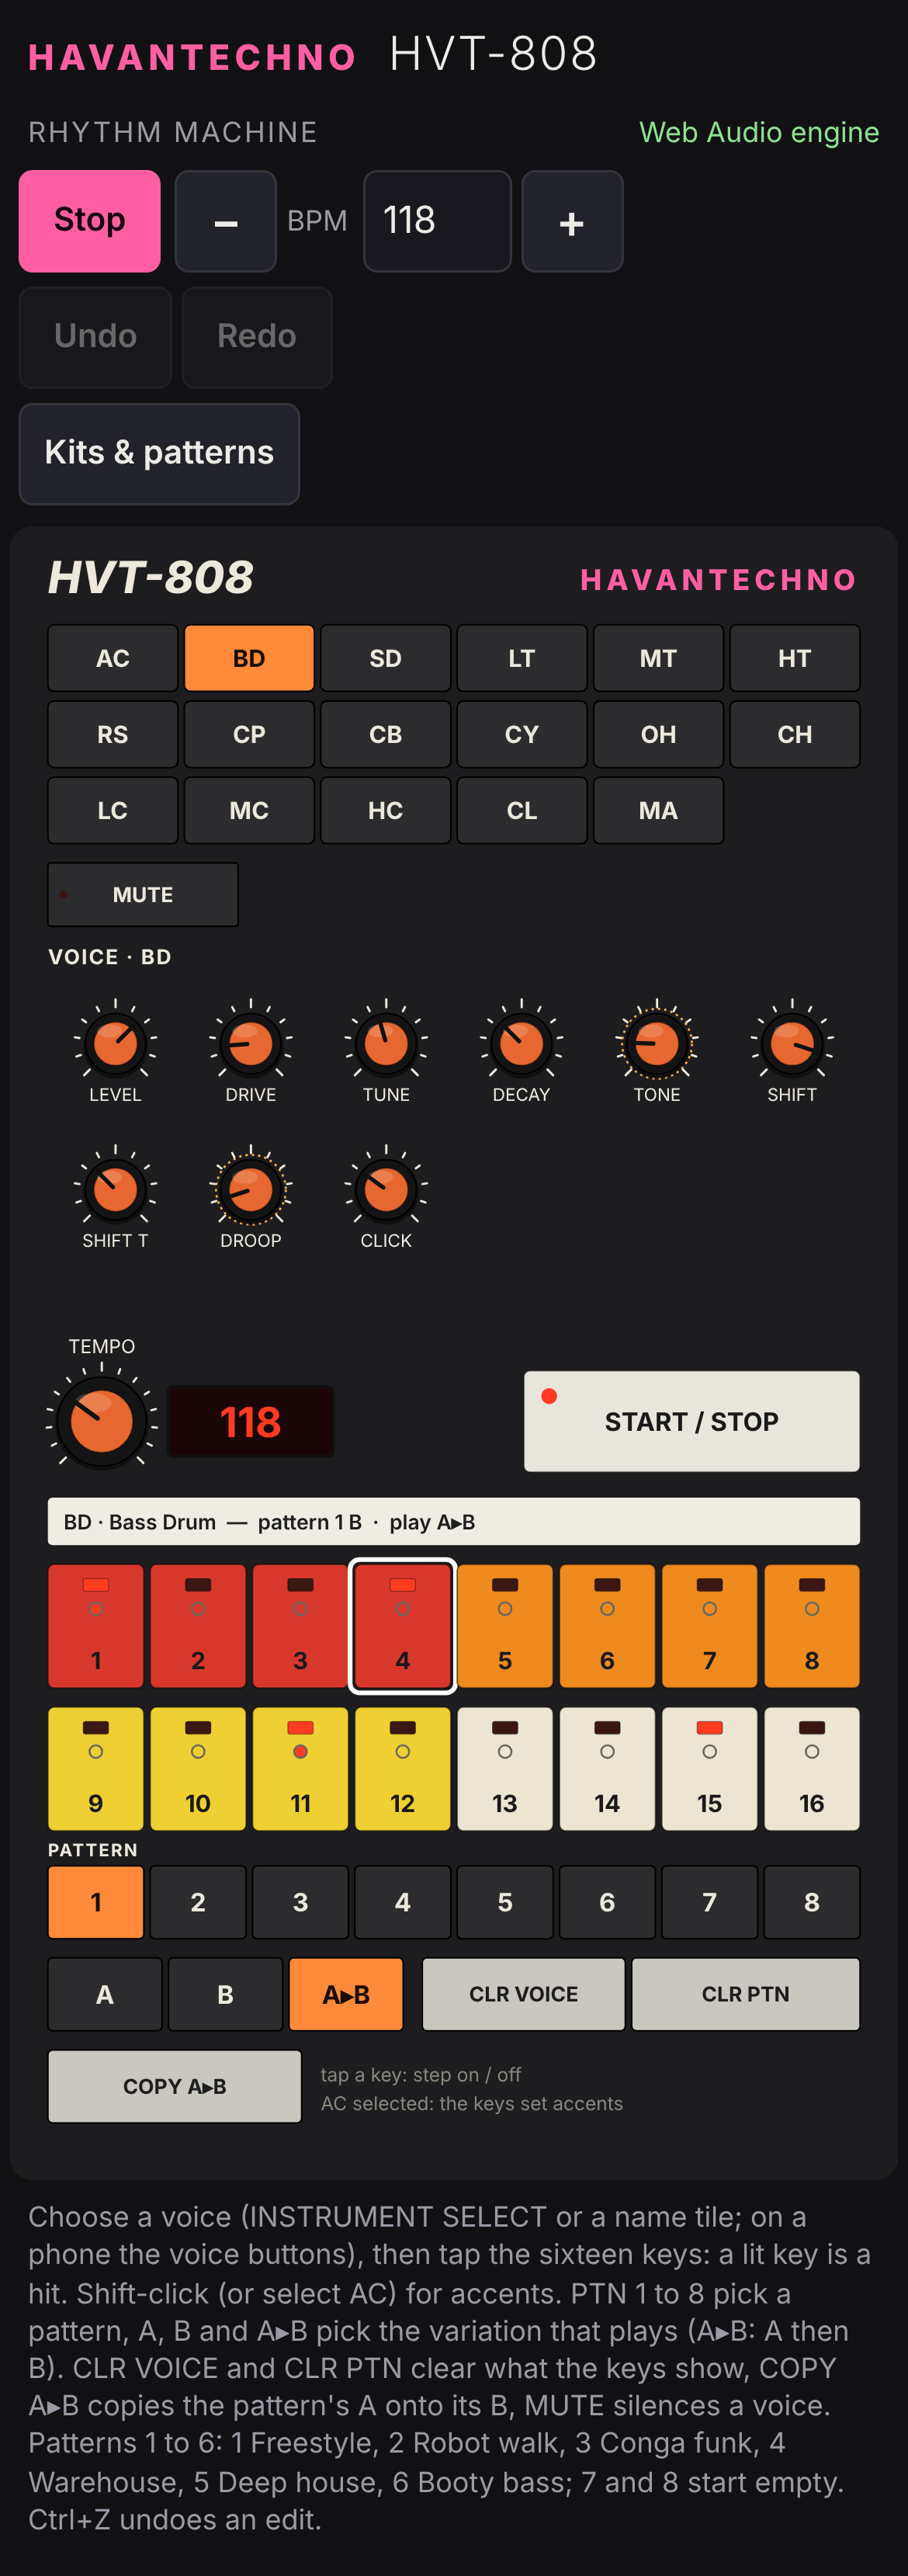 HAVANTECHNO HVT-808
RHYTHM MACHINE Web Audio engine
Stop – BPM 118 +
Undo Redo
Kits & patterns
HVT-808 HAVANTECHNO
AC BD SD LT MT HT
RS CP CB CY OH CH
LC MC HC CL MA
MUTE
VOICE · BD
LEVEL DRIVE TUNE DECAY TONE SHIFT
SHIFT T DROOP CLICK
TEMPO
118 START / STOP
BD · Bass Drum — pattern 1 B · play A▸B
1 2 3 4 5 6 7 8
9 10 11 12 13 14 15 16
PATTERN
1 2 3 4 5 6 7 8
A B A▸B CLR VOICE CLR PTN
COPY A▸B
tap a key: step on / off
AC selected: the keys set accents
Choose a voice (INSTRUMENT SELECT or a name tile; on a
phone the voice buttons), then tap the sixteen keys: a lit key is a
hit. Shift-click (or select AC) for accents. PTN 1 to 8 pick a
pattern, A, B and A▸B pick the variation that plays (A▸B: A then
B). CLR VOICE and CLR PTN clear what the keys show, COPY
A▸B copies the pattern's A onto its B, MUTE silences a voice.
Patterns 1 to 6: 1 Freestyle, 2 Robot walk, 3 Conga funk, 4
Warehouse, 5 Deep house, 6 Booty bass; 7 and 8 start empty.
Ctrl+Z undoes an edit.